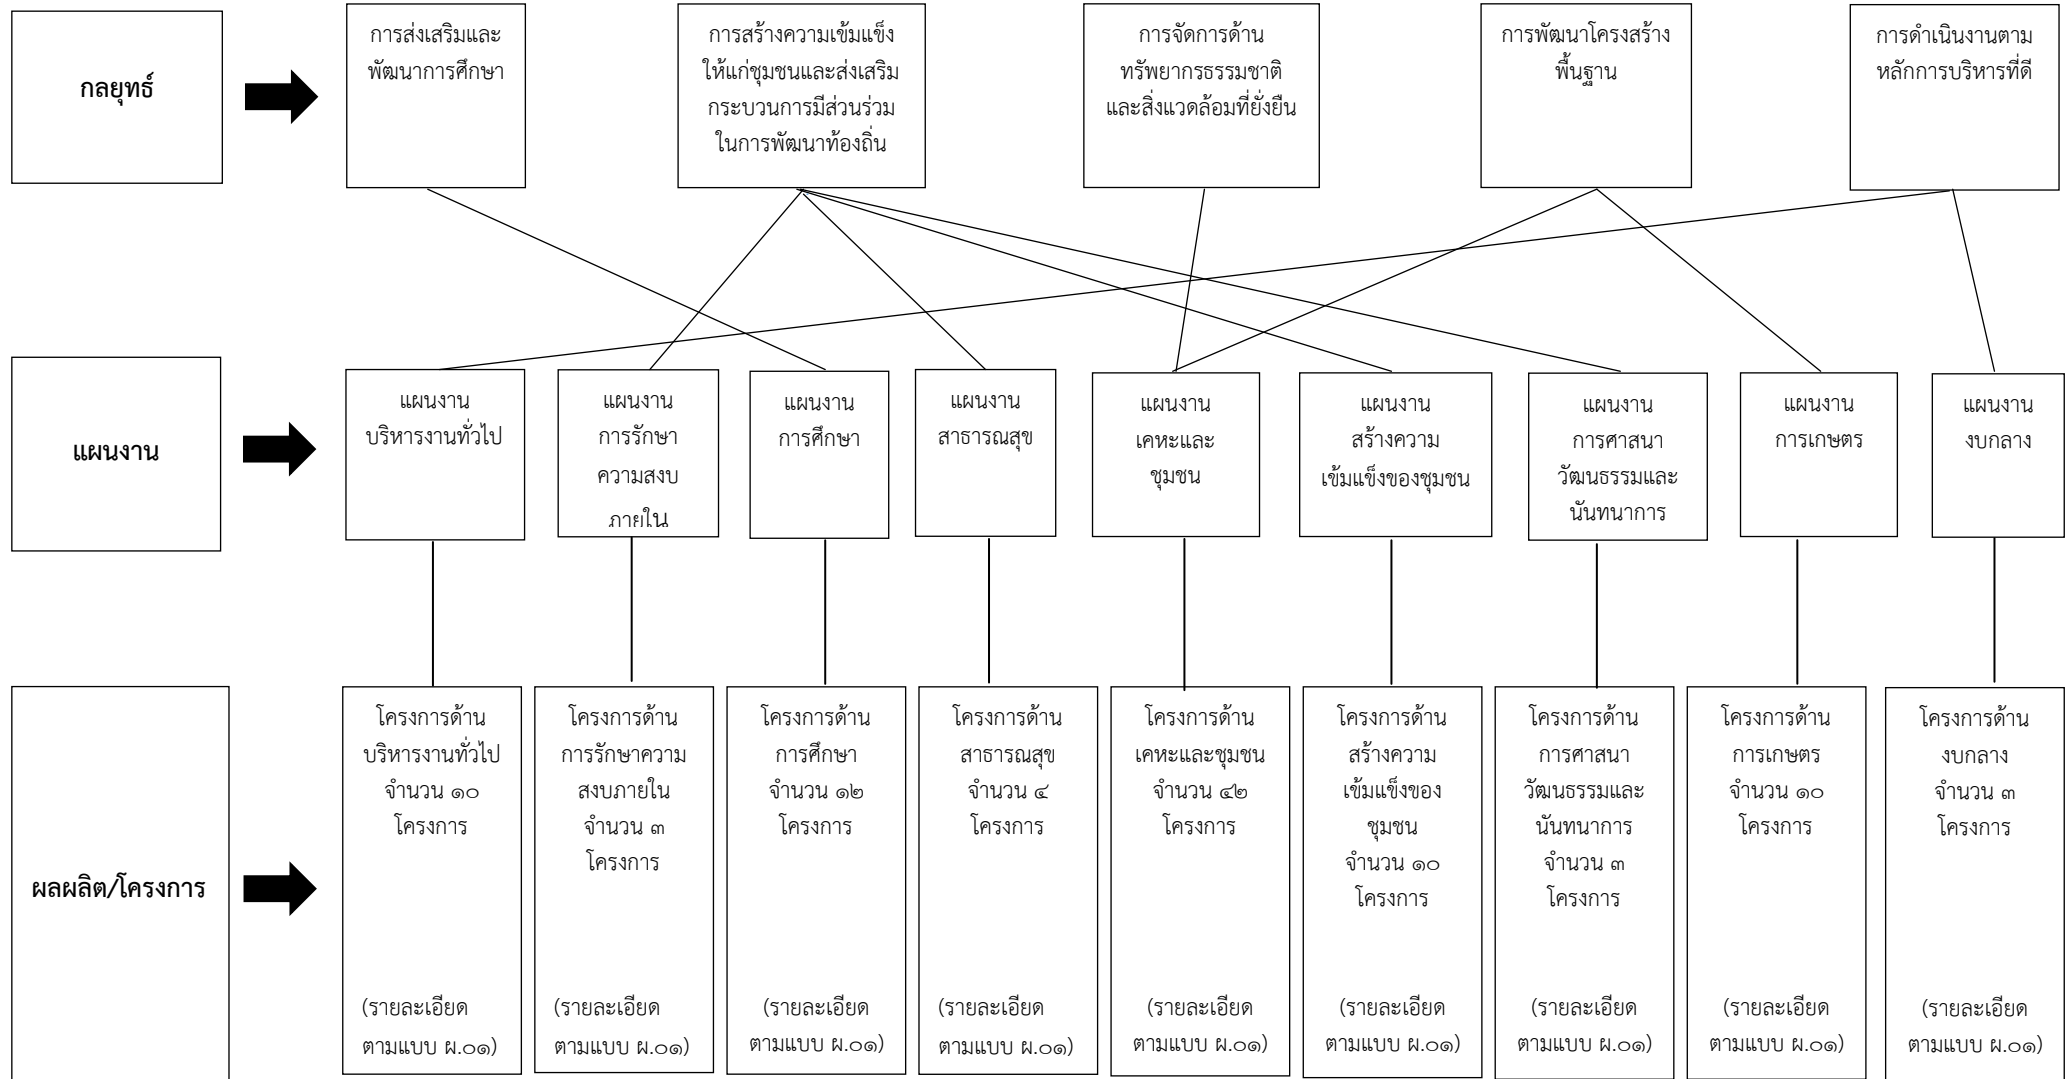 กลยุทธ์
การส่งเสริมและ
พัฒนาการศึกษา
การสร้างความเข้มแข็ง
ให้แก่ชุมชนและส่งเสริม
กระบวนการมีส่วนร่วม
ในการพัฒนาท้องถิ่น
การจัดการด้าน
ทรัพยากรธรรมชาติ
และสิ่งแวดล้อมที่ยั่งยืน
การพัฒนาโครงสร้าง
พื้นฐาน
การดำเนินงานตาม
หลักการบริหารที่ดี
แผนงาน
แผนงาน
บริหารงานทั่วไป
แผนงาน
การรักษา
ความสงบ
ภายใน
แผนงาน
การศึกษา
แผนงาน
สาธารณสุข
แผนงาน
เคหะและ
ชุมชน
แผนงาน
สร้างความ
เข้มแข็งของชุมชน
แผนงาน
การศาสนา
วัฒนธรรมและ
นันทนาการ
แผนงาน
การเกษตร
แผนงาน
งบกลาง
ผลผลิต/โครงการ
โครงการด้าน
บริหารงานทั่วไป
จำนวน ๑๐
โครงการ
(รายละเอียด
ตามแบบ ผ.๐๑)
โครงการด้าน
การรักษาความ
สงบภายใน
จำนวน ๓
โครงการ
(รายละเอียด
ตามแบบ ผ.๐๑)
โครงการด้าน
การศึกษา
จำนวน ๑๒
โครงการ
(รายละเอียด
ตามแบบ ผ.๐๑)
โครงการด้าน
สาธารณสุข
จำนวน ๔
โครงการ
(รายละเอียด
ตามแบบ ผ.๐๑)
โครงการด้าน
เคหะและชุมชน
จำนวน ๔๒
โครงการ
(รายละเอียด
ตามแบบ ผ.๐๑)
โครงการด้าน
สร้างความ
เข้มแข็งของ
ชุมชน
จำนวน ๑๐
โครงการ
(รายละเอียด
ตามแบบ ผ.๐๑)
โครงการด้าน
การศาสนา
วัฒนธรรมและ
นันทนาการ
จำนวน ๓
โครงการ
(รายละเอียด
ตามแบบ ผ.๐๑)
โครงการด้าน
การเกษตร
จำนวน ๑๐
โครงการ
(รายละเอียด
ตามแบบ ผ.๐๑)
โครงการด้าน
งบกลาง
จำนวน ๓
โครงการ
(รายละเอียด
ตามแบบ ผ.๐๑)